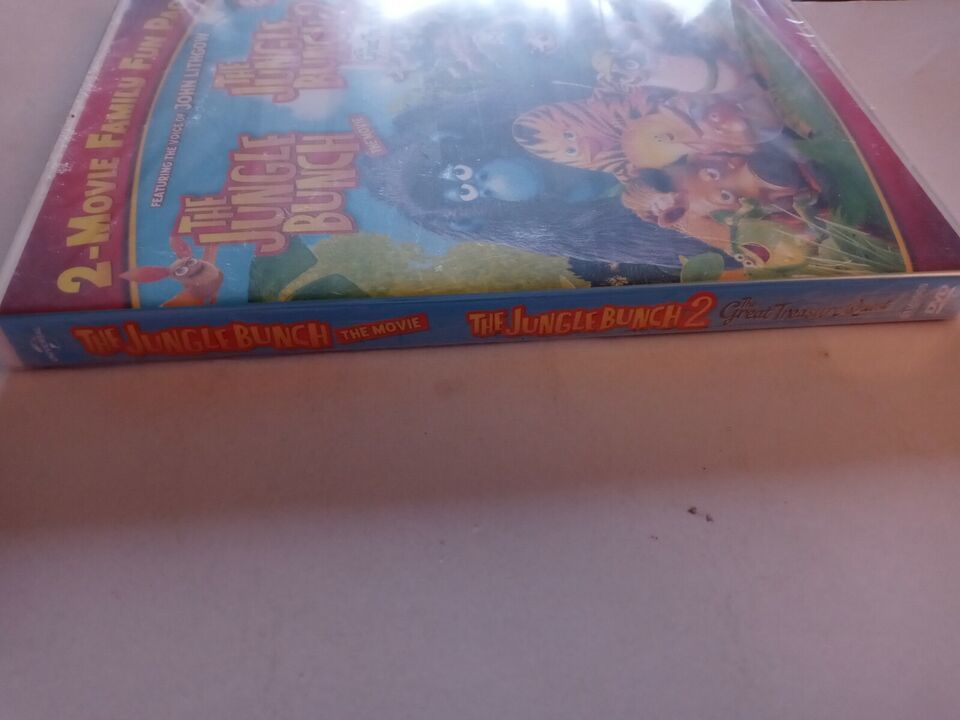 2-MOVIE FAMILY FUN
FEATURING THE VOICE OF JOHN LITHGOW
THE
JUNGLE
BUNCH 2
THE
JUNGLE
BUNCH
THE MOVIE
THE JUNGLE BUNCH THE MOVIE THE JUNGLE BUNCH 2 The Great Treasure Quest
DVD